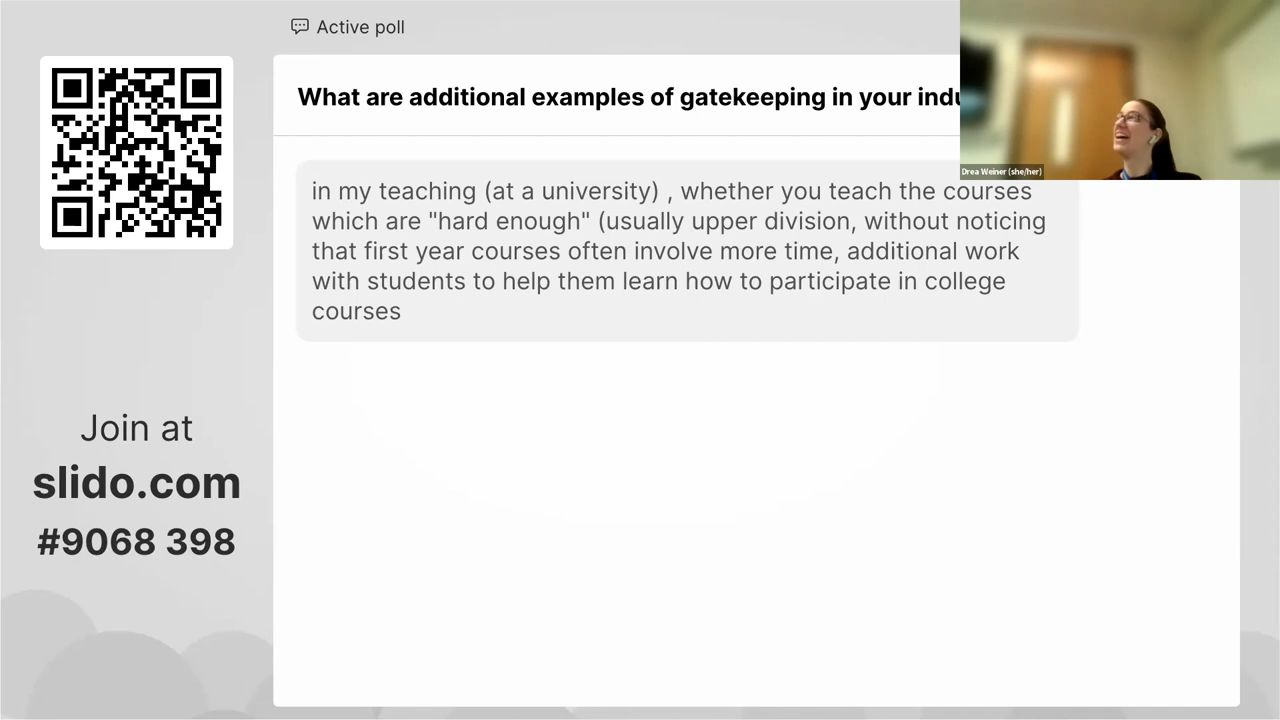 Active poll
What are additional examples of gatekeeping in your
Drea Weiner (she/her)
in my teaching (at a university) , whether you teach the courses
which are "hard enough" (usually upper division, without noticing
that first year courses often involve more time, additional work
with students to help them learn how to participate in college
courses
Join at
slido.com
#9068 398